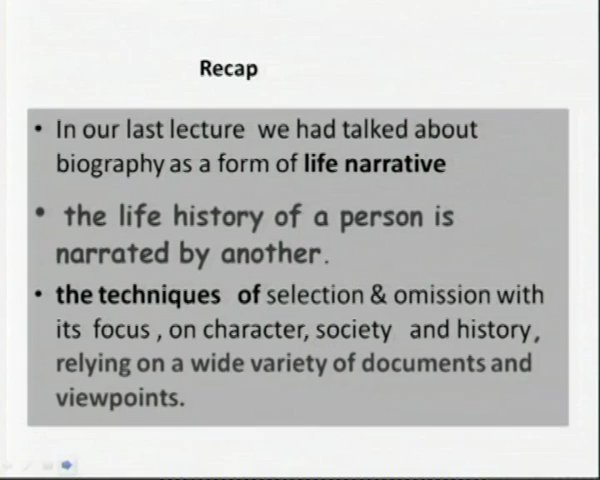 Recap
• In our last lecture we had talked about
biography as a form of life narrative
• the life history of a person is
narrated by another.
• the techniques of selection & omission with
its focus , on character, society and history,
relying on a wide variety of documents and
viewpoints.